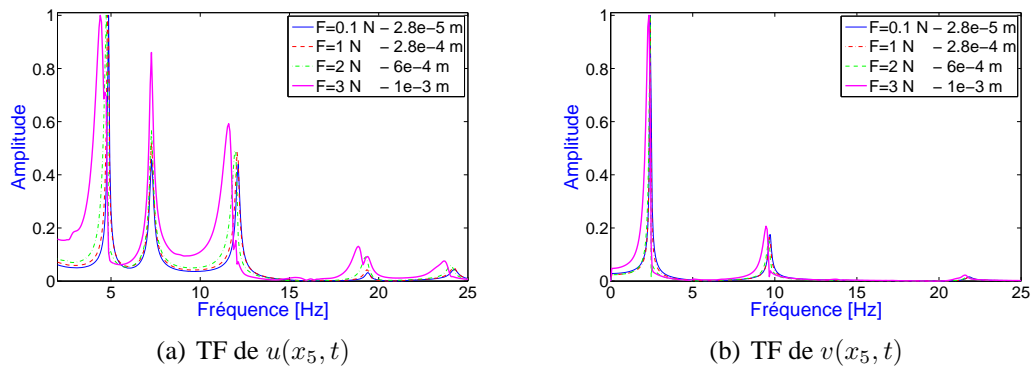 F=0.1 N − 2.8e−5 m
F=1 N − 2.8e−4 m
F=2 N − 6e−4 m
F=3 N − 1e−3 m
1
0.8
0.6
0.4
0.2
0
Amplitude
5 10 15 20 25
Fréquence [Hz]
(a) TF de u(x₅, t)
F=0.1 N − 2.8e−5 m
F=1 N − 2.8e−4 m
F=2 N − 6e−4 m
F=3 N − 1e−3 m
1
0.8
0.6
0.4
0.2
0
Amplitude
0 5 10 15 20 25
Fréquence [Hz]
(b) TF de v(x₅, t)